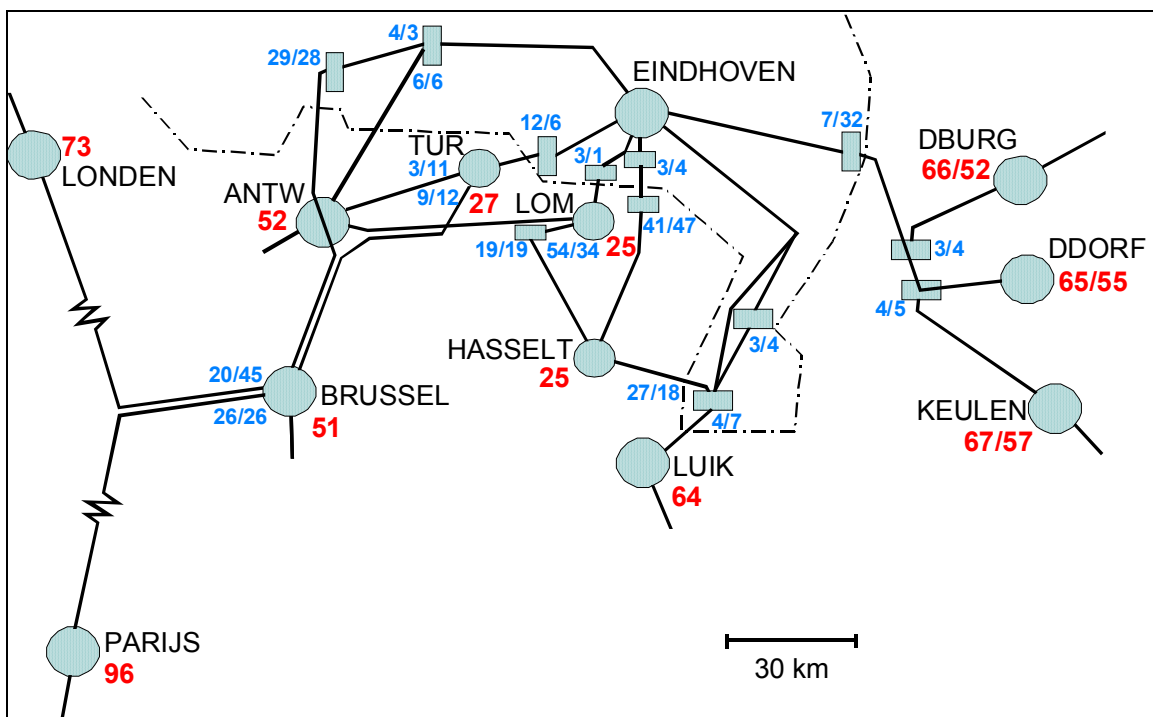 4/3
29/28
6/6
EINDHOVEN
73
LONDEN
12/6
7/32
DBURG
66/52
TUR
3/11
3/1
3/4
ANTW
52
9/12
27
LOM
25
41/47
19/19
54/34
3/4
DDORF
65/55
4/5
3/4
HASSELT
25
20/45
26/26
BRUSSEL
51
27/18
4/7
KEULEN
67/57
LUIK
64
PARIJS
96
30 km